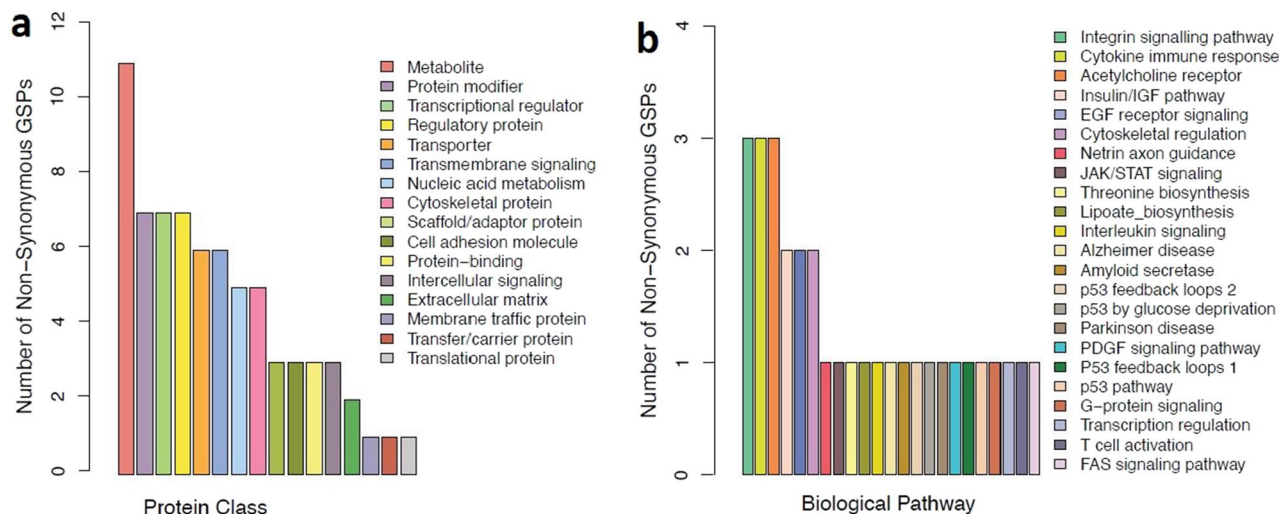 a
Number of Non-Synonymous GSPs
12
10
8
6
4
2
0
Metabolite
Protein modifier
Transcriptional regulator
Regulatory protein
Transporter
Transmembrane signaling
Nucleic acid metabolism
Cytoskeletal protein
Scaffold/adaptor protein
Cell adhesion molecule
Protein-binding
Intercellular signaling
Extracellular matrix
Membrane traffic protein
Transfer/carrier protein
Translational protein
Protein Class
b
Number of Non-Synonymous GSPs
4
3
2
1
0
Integrin signalling pathway
Cytokine immune response
Acetylcholine receptor
Insulin/IGF pathway
EGF receptor signaling
Cytoskeletal regulation
Netrin axon guidance
JAK/STAT signaling
Threonine biosynthesis
Lipoate_biosynthesis
Interleukin signaling
Alzheimer disease
Amyloid secretase
p53 feedback loops 2
p53 by glucose deprivation
Parkinson disease
PDGF signaling pathway
P53 feedback loops 1
p53 pathway
G-protein signaling
Transcription regulation
T cell activation
FAS signaling pathway
Biological Pathway